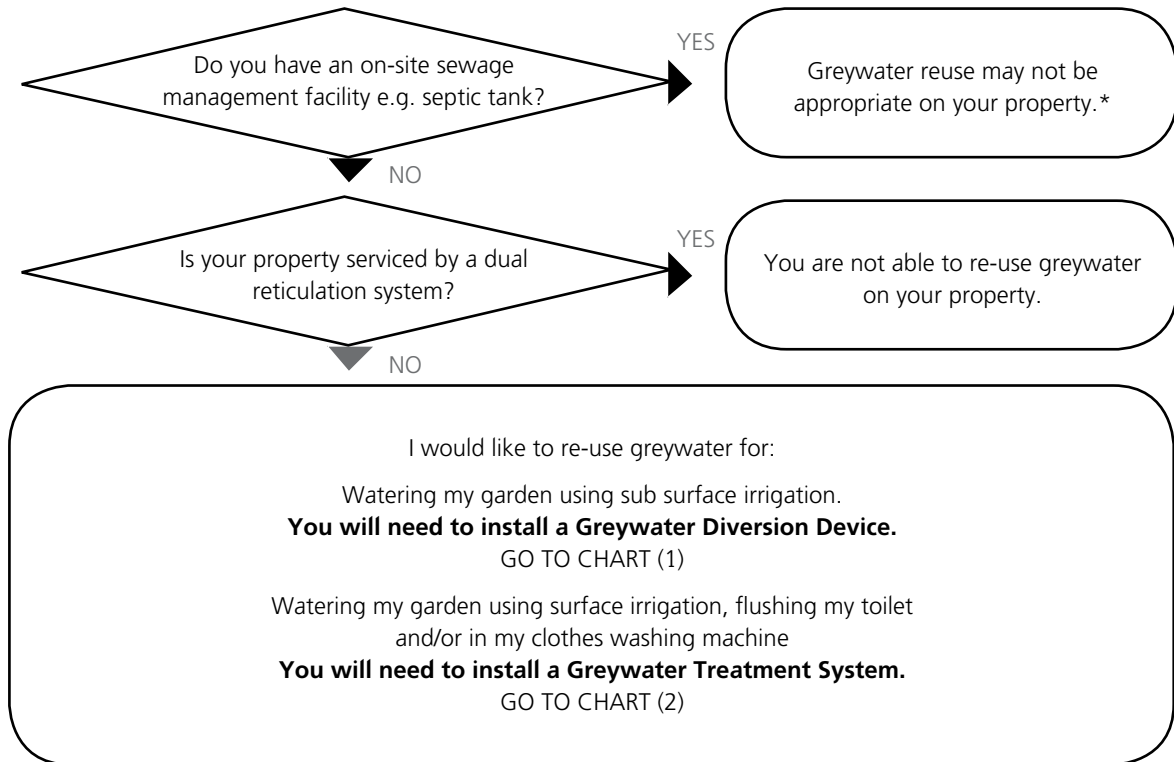 Do you have an on-site sewage
management facility e.g. septic tank?
YES
Greywater reuse may not be
appropriate on your property.*
NO
Is your property serviced by a dual
reticulation system?
YES
You are not able to re-use greywater
on your property.
NO
I would like to re-use greywater for:
Watering my garden using sub surface irrigation.
You will need to install a Greywater Diversion Device.
GO TO CHART (1)
Watering my garden using surface irrigation, flushing my toilet
and/or in my clothes washing machine
You will need to install a Greywater Treatment System.
GO TO CHART (2)